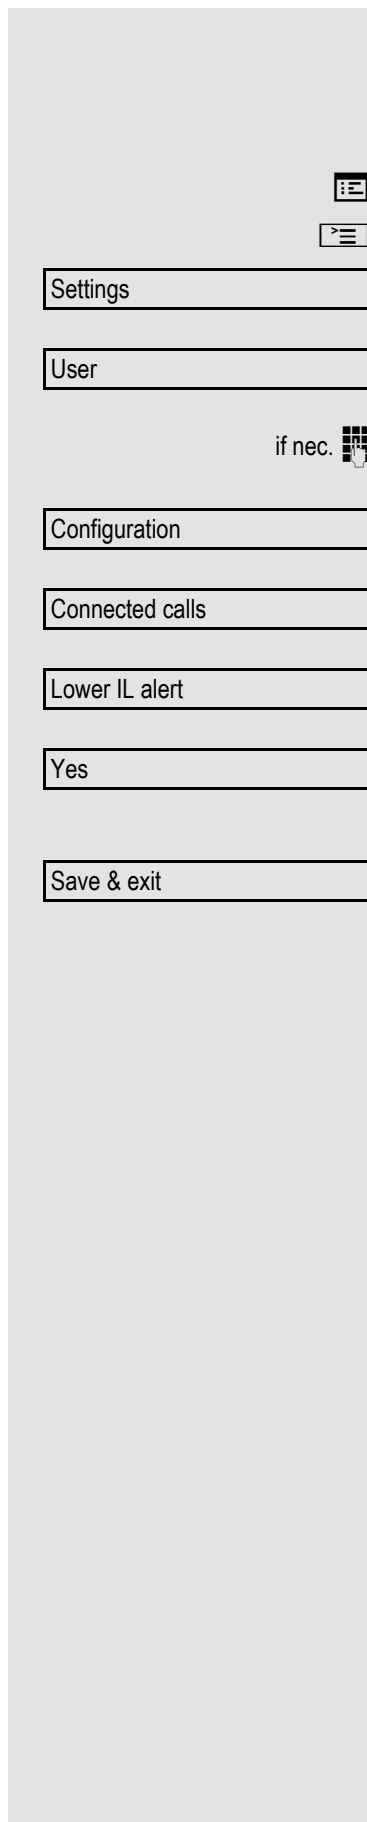 Settings
User
if nec.
Configuration
Connected calls
Lower IL alert
Yes
Save & exit